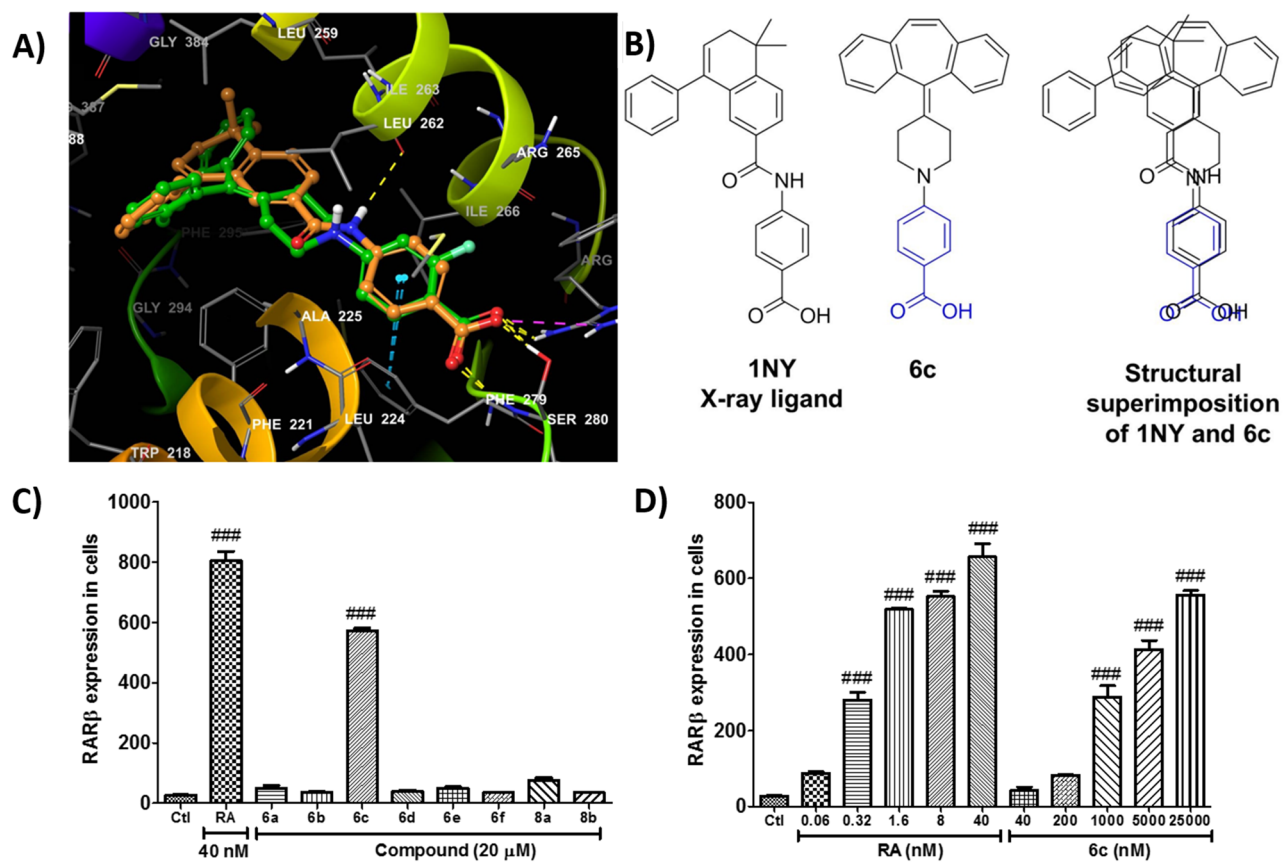 A)
GLY 384
LEU 259
387
88
ILE 263
LEU 262
ARG 265
ILE 266
PHE 295
ARG
GLY 294
ALA 225
PHE 279
SER 280
PHE 221
LEU 224
TRP 218
B)
O
NH
O
OH
1NY
X-ray ligand
N
O
OH
6c
O
NH
N
O
OH
O
OH
Structural
superimposition
of 1NY and 6c
C)
RARβ expression in cells
1000
800
600
400
200
0
###
###
Ctl
RA
6a
6b
6c
6d
6e
6f
8a
8b
40 nM
Compound (20 µM)
D)
RARβ expression in cells
800
600
400
200
0
###
###
###
###
###
###
###
Ctl
0.06
0.32
1.6
8
40
40
200
1000
5000
25000
RA (nM)
6c (nM)